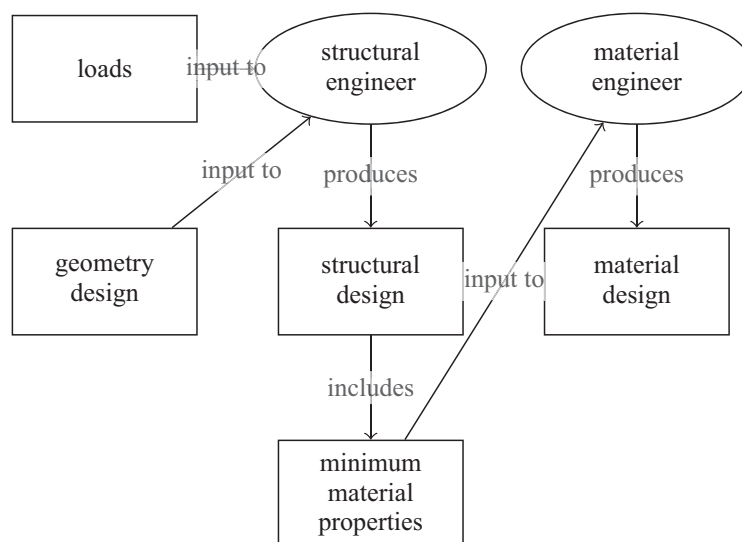 loads
input to
structural
engineer
material
engineer
input to
produces
produces
geometry
design
structural
design
input to
material
design
includes
minimum
material
properties